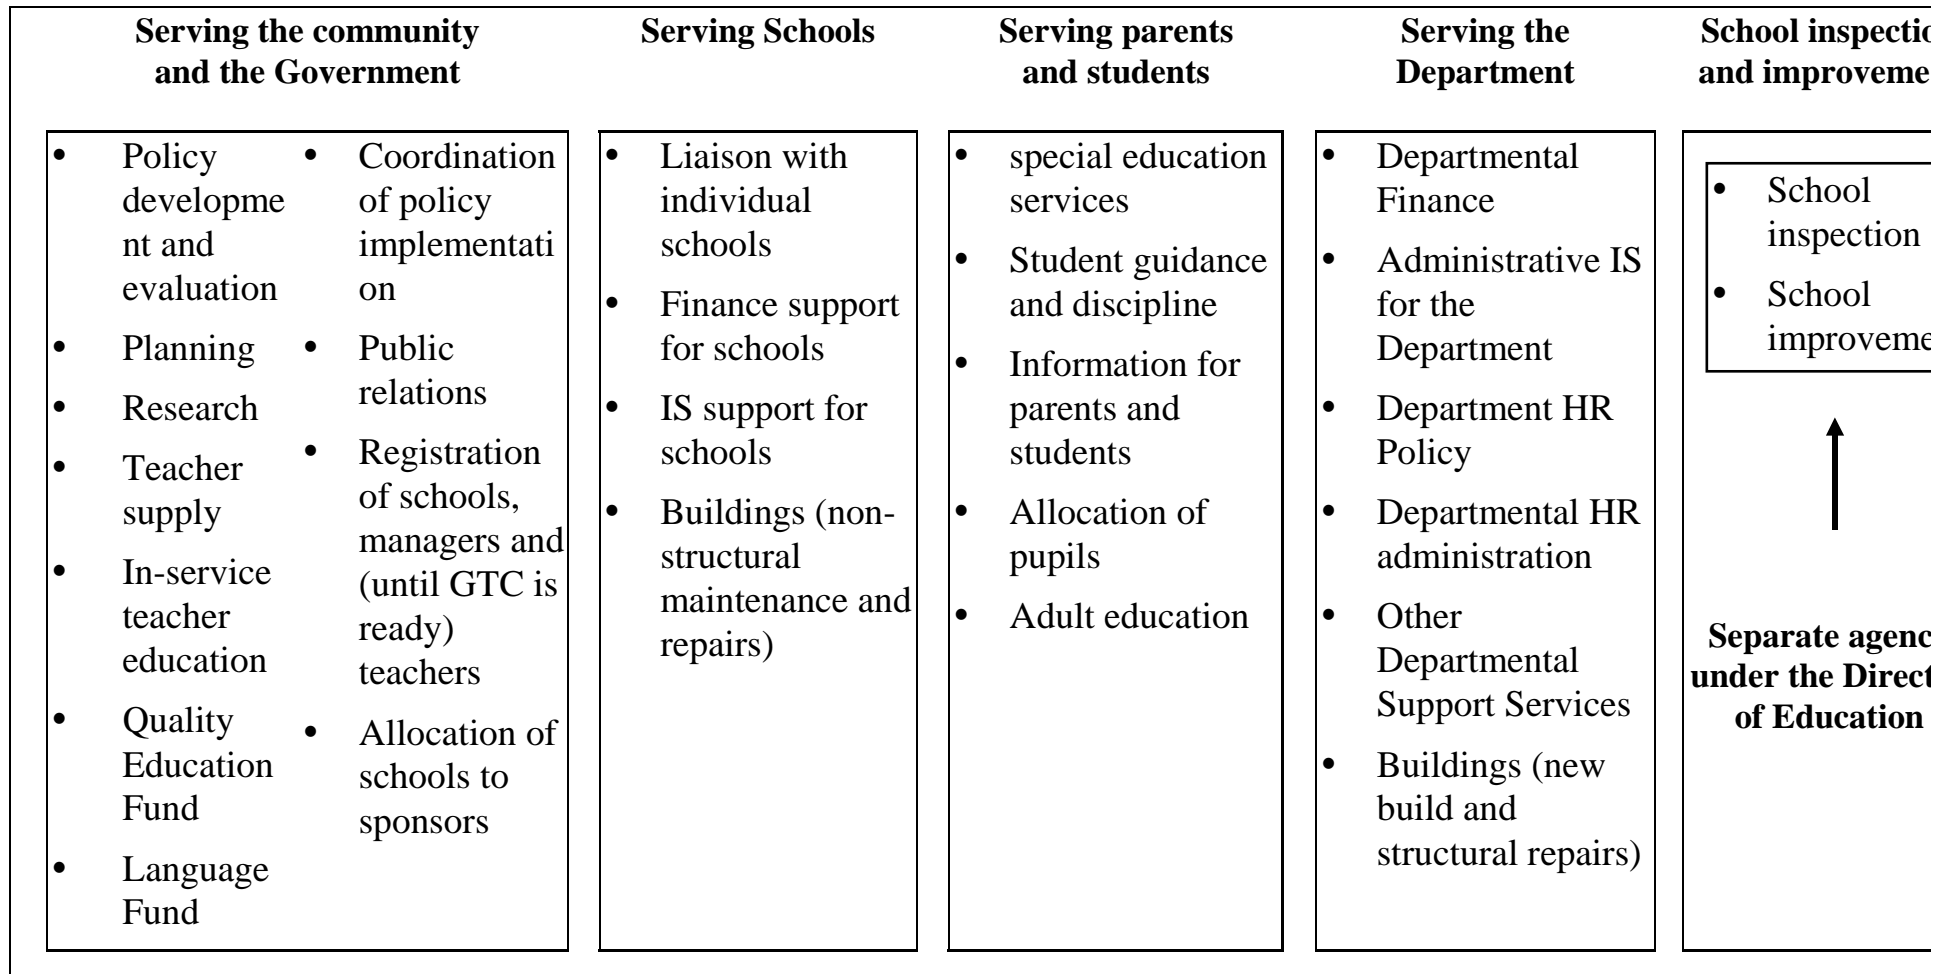 Serving the community
and the Government
• Policy
developme
nt and
evaluation
• Planning
• Research
• Teacher
supply
• In-service
teacher
education
• Quality
Education
Fund
• Language
Fund
• Coordination
of policy
implementati
on
• Public
relations
• Registration
of schools,
managers and
(until GTC is
ready)
teachers
• Allocation of
schools to
sponsors
Serving Schools
• Liaison with
individual
schools
• Finance support
for schools
• IS support for
schools
• Buildings (non-
structural
maintenance and
repairs)
Serving parents
and students
• special education
services
• Student guidance
and discipline
• Information for
parents and
students
• Allocation of
pupils
• Adult education
Serving the
Department
• Departmental
Finance
• Administrative IS
for the
Department
• Department HR
Policy
• Departmental HR
administration
• Other
Departmental
Support Services
• Buildings (new
build and
structural repairs)
School inspectio
and improveme
• School
inspection
• School
improveme
Separate agenc
under the Direct
of Education